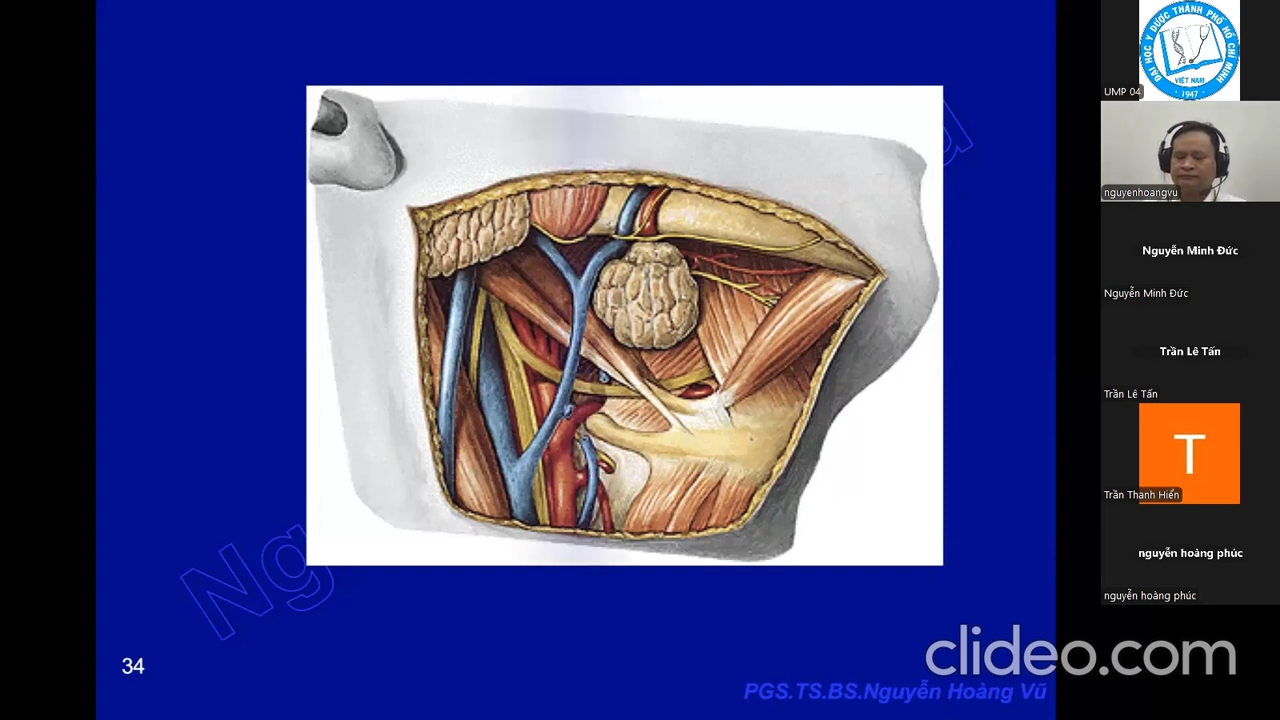 Ng
34
PGS.TS.BS.Nguyễn Hoàng Vũ
clideo.com
ĐẠI HỌC Y DƯỢC THÀNH PHỐ HỒ CHÍ MINH
VIỆT NAM
1947
UMP 04
nguyenhoangvu
Nguyễn Minh Đức
Nguyễn Minh Đức
Trần Lê Tấn
Trần Lê Tấn
T
Trần Thanh Hiển
nguyễn hoàng phúc
nguyễn hoàng phúc